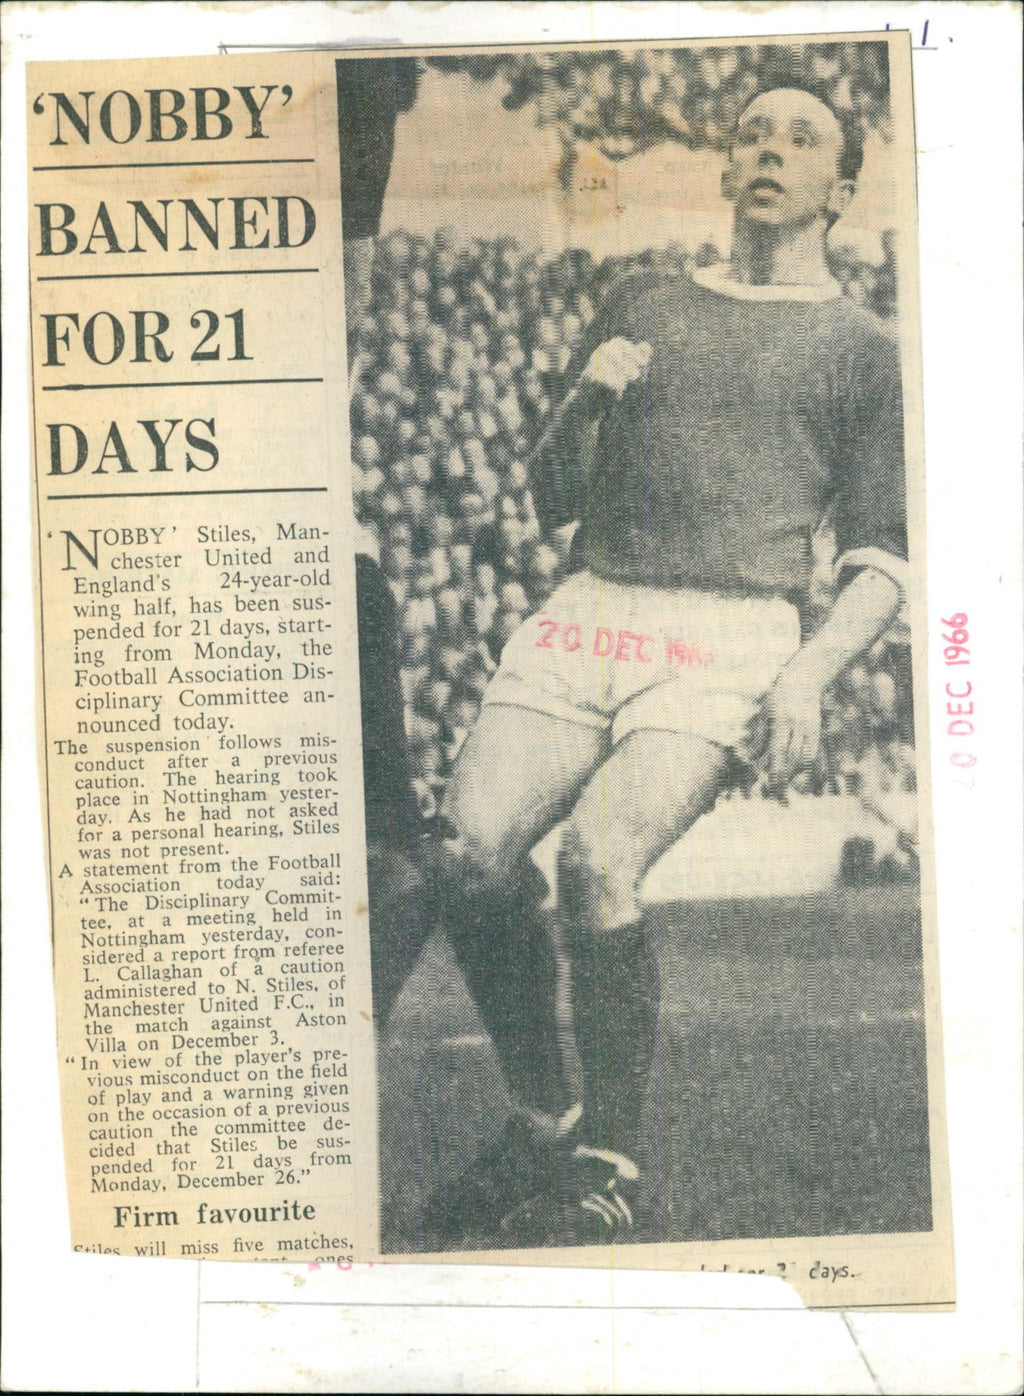 ‘NOBBY’
BANNED
FOR 21
DAYS
‘NOBBY’ Stiles, Man-
chester United and
England's 24-year-old
wing half, has been sus-
pended for 21 days, start-
ing from Monday, the
Football Association Dis-
ciplinary Committee an-
nounced today.
The suspension follows mis-
conduct after a previous
caution. The hearing took
place in Nottingham yester-
day. As he had not asked
for a personal hearing, Stiles
was not present.
A statement from the Football
Association today said:
“The Disciplinary Commit-
tee, at a meeting held in
Nottingham yesterday, con-
sidered a report from referee
L. Callaghan of a caution
administered to N. Stiles, of
Manchester United F.C., in
the match against Aston
Villa on December 3.
“In view of the player's pre-
vious misconduct on the field
of play and a warning given
on the occasion of a previous
caution the committee de-
cided that Stiles be sus-
pended for 21 days from
Monday, December 26.”
Firm favourite
Stiles will miss five matches,
ones
20 DEC 1966
20 DEC 1966
days.